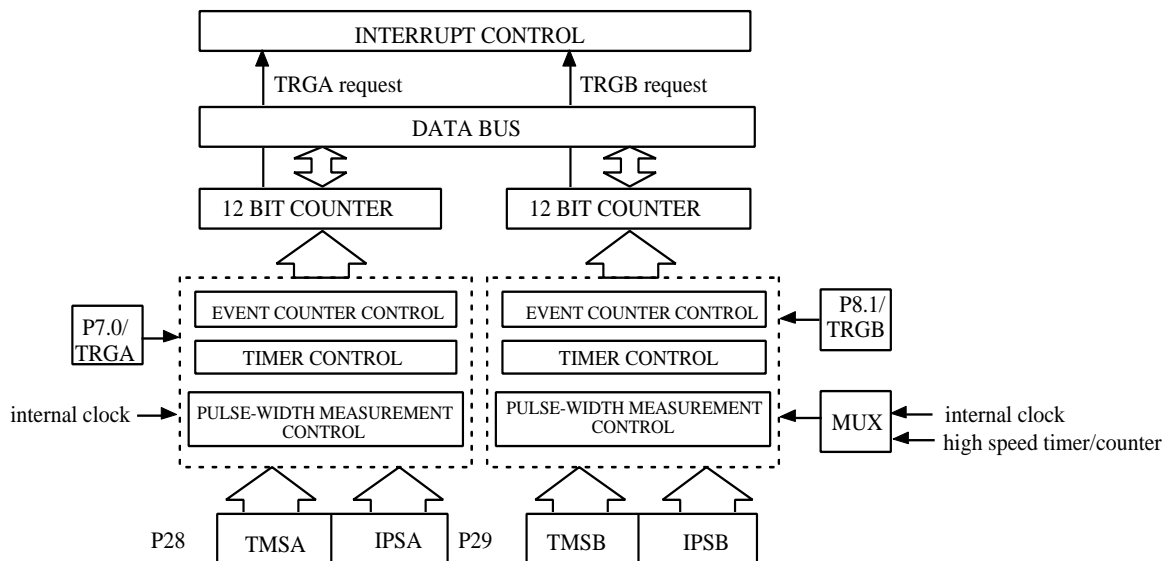 INTERRUPT CONTROL
TRGA request
TRGB request
DATA BUS
12 BIT COUNTER
12 BIT COUNTER
EVENT COUNTER CONTROL
EVENT COUNTER CONTROL
P7.0/
TRGA
P8.1/
TRGB
TIMER CONTROL
TIMER CONTROL
internal clock
PULSE-WIDTH MEASUREMENT
CONTROL
PULSE-WIDTH MEASUREMENT
CONTROL
MUX
internal clock
high speed timer/counter
P28
TMSA
IPSA
P29
TMSB
IPSB